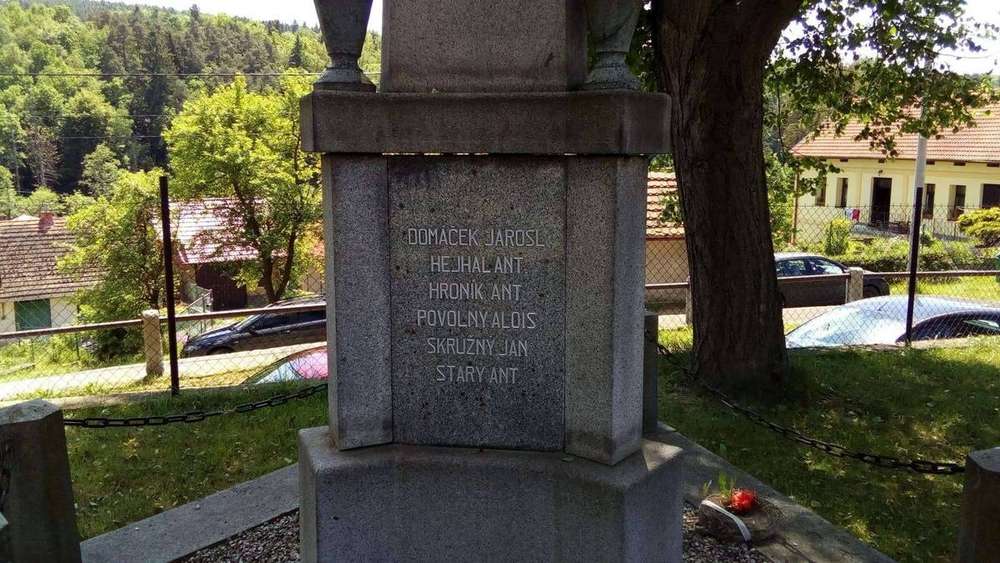 DOMÁČEK JAROSL
HEJHAL ANT.
HRONÍK ANT.
POVOLNÝ ALOIS
SKRUŽNÝ JAN
STARÝ ANT